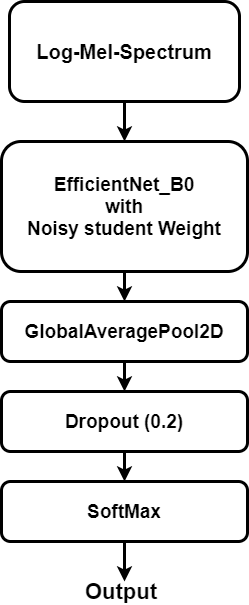 Log-Mel-Spectrum
EfficientNet_B0
with
Noisy student Weight
GlobalAveragePool2D
Dropout (0.2)
SoftMax
Output